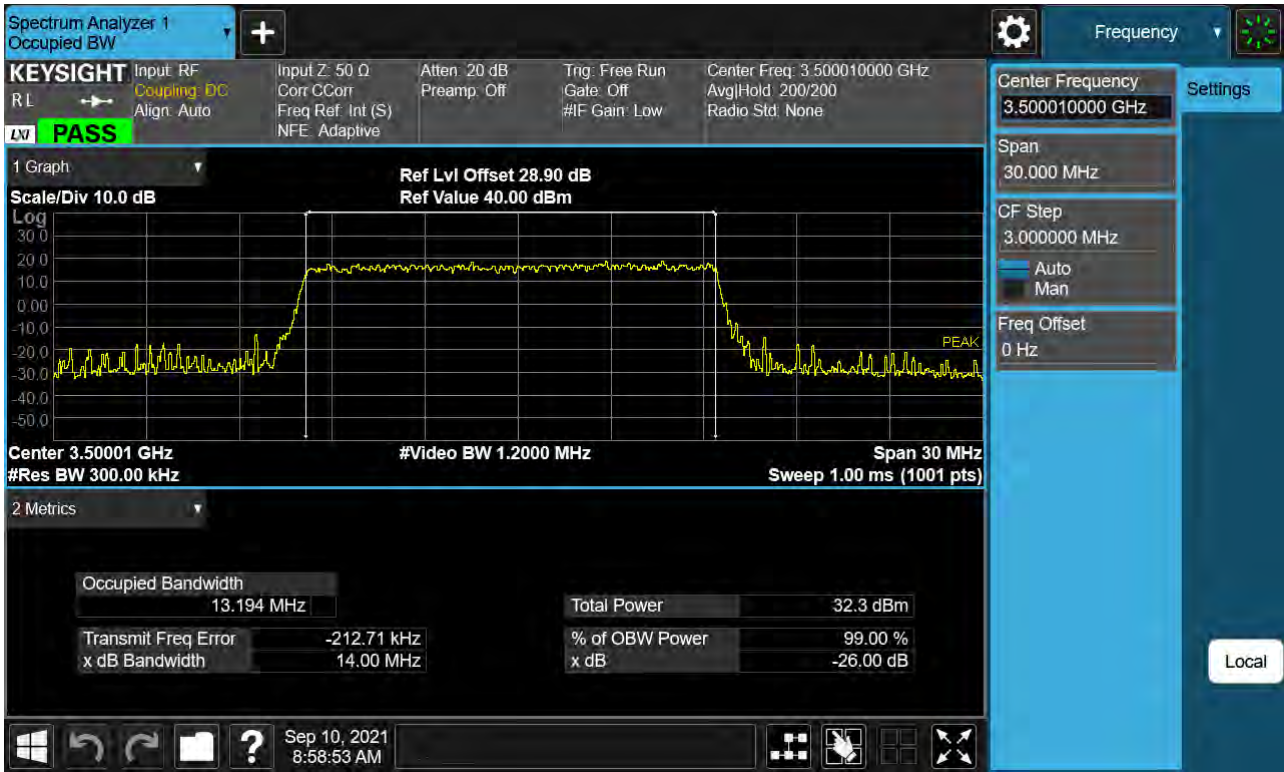 Spectrum Analyzer 1
Occupied BW
+
Frequency
KEYSIGHT
RL
LXI PASS
Input: RF
Coupling: DC
Align: Auto
Input Z: 50 Ω
Corr CCorr
Freq Ref: Int (S)
NFE: Adaptive
Atten: 20 dB
Preamp: Off
Trig: Free Run
Gate: Off
#IF Gain: Low
Center Freq: 3.500010000 GHz
Avg|Hold: 200/200
Radio Std: None
Center Frequency
3.500010000 GHz
Settings
Span
30.000 MHz
CF Step
3.000000 MHz
Auto
Man
Freq Offset
0 Hz
Local
1 Graph
Scale/Div 10.0 dB
Ref Lvl Offset 28.90 dB
Ref Value 40.00 dBm
Log
30.0
20.0
10.0
0.00
-10.0
-20.0
-30.0
-40.0
-50.0
PEAK
Center 3.50001 GHz
#Video BW 1.2000 MHz
Span 30 MHz
#Res BW 300.00 kHz
Sweep 1.00 ms (1001 pts)
2 Metrics
Occupied Bandwidth
13.194 MHz
Total Power 32.3 dBm
Transmit Freq Error -212.71 kHz
% of OBW Power 99.00 %
x dB Bandwidth 14.00 MHz
x dB -26.00 dB
?
Sep 10, 2021
8:58:53 AM